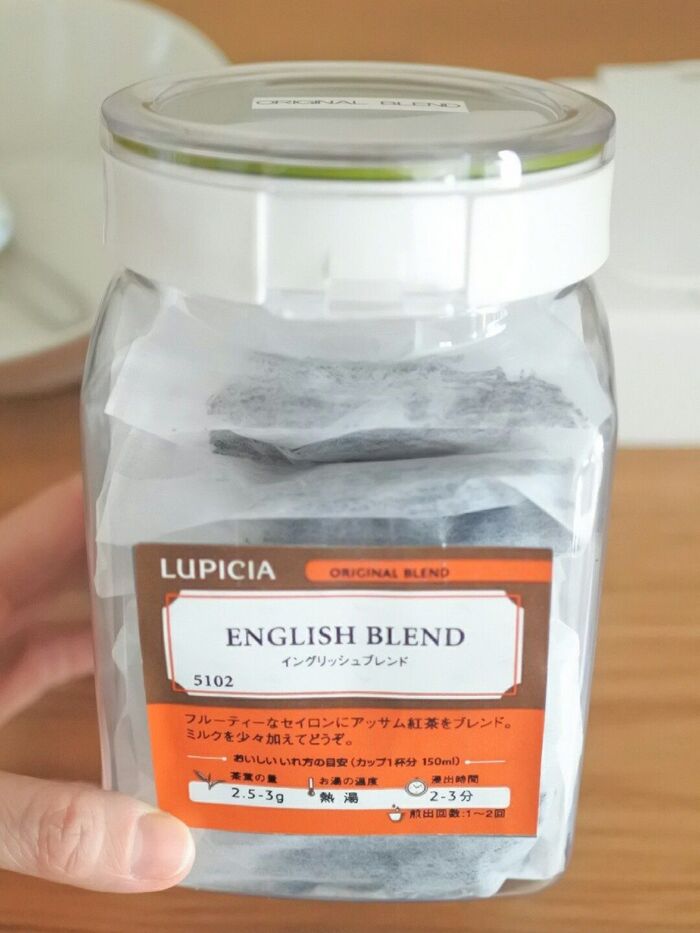 ORIGINAL BLEND
LUPICIA ORIGINAL BLEND
ENGLISH BLEND
イングリッシュブレンド
5102
フルーティーなセイロンにアッサム紅茶をブレンド。
ミルクを少々加えてどうぞ。
おいしいいれ方の目安(カップ1杯分 150ml)
茶葉の量 お湯の温度 浸出時間
2.5-3g 熱湯 2-3分
煎出回数:1〜2回